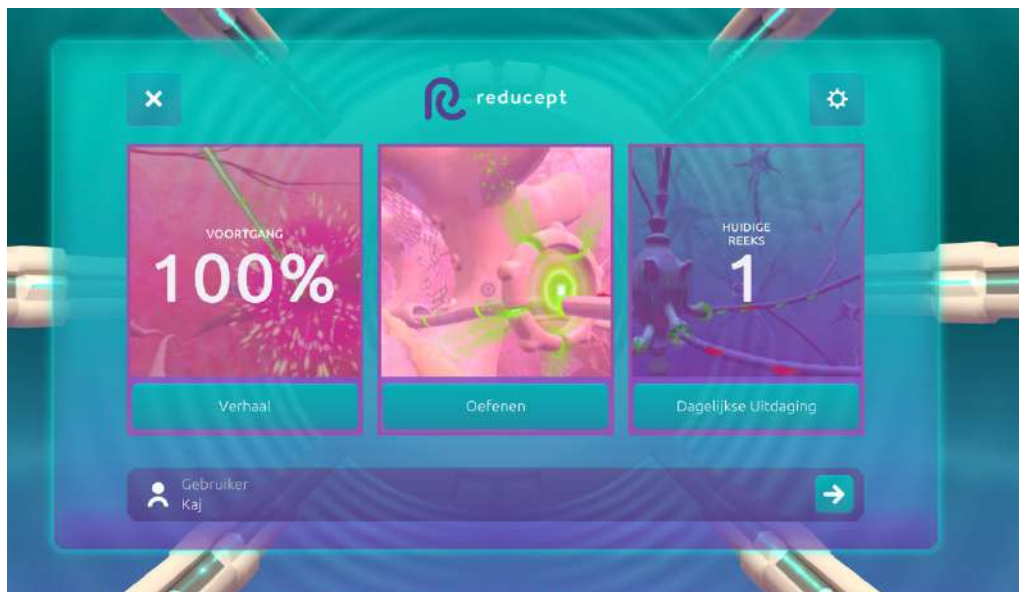 reducept
VOORTGANG
100%
HUIDIGE
REEKS
1
Verhaal
Oefenen
Dagelijkse Uitdaging
Gebruiker
Kaj